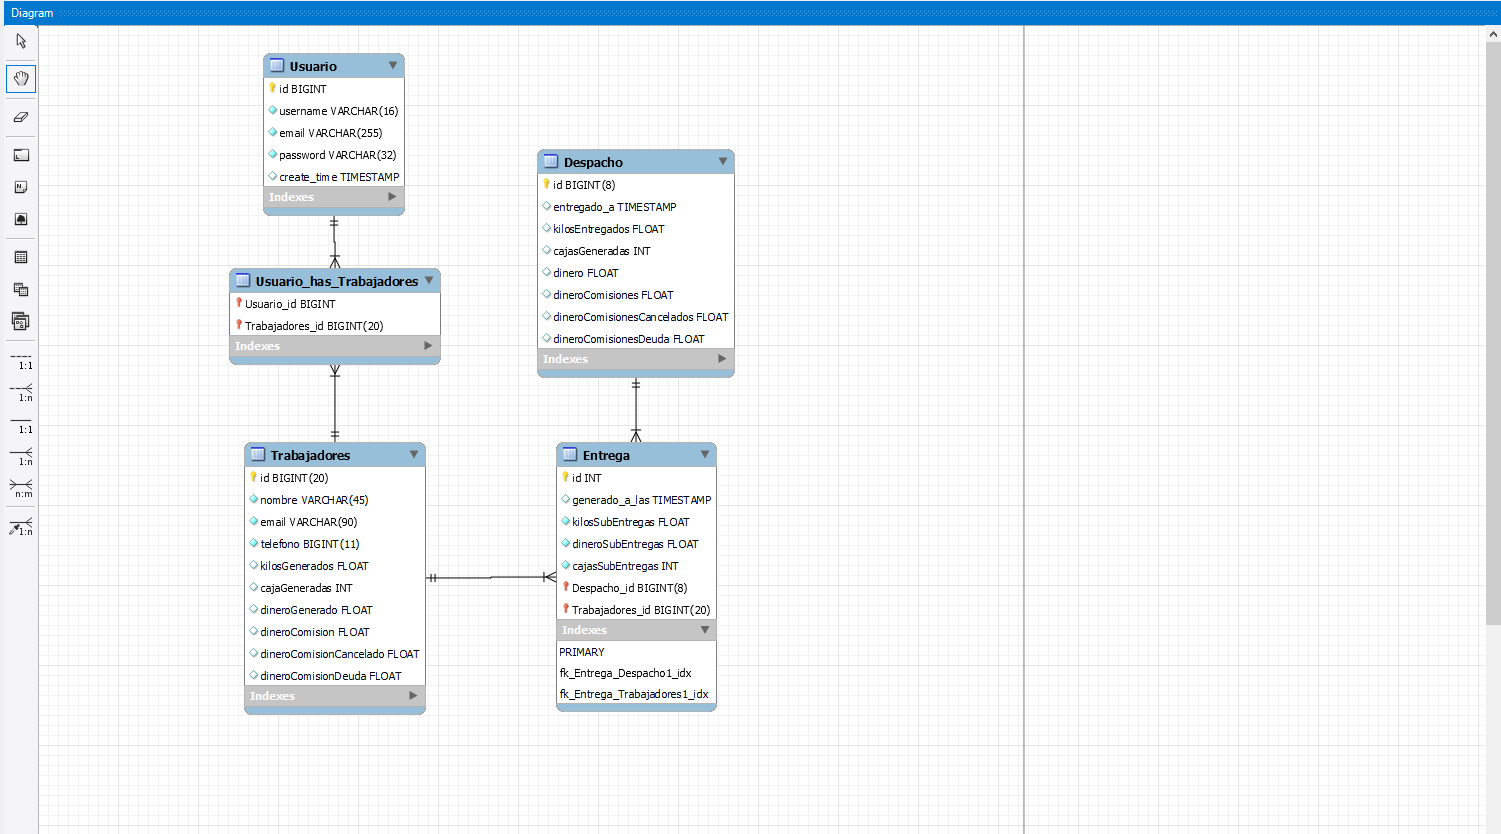 Diagram
Usuario
id BIGINT
username VARCHAR(16)
email VARCHAR(255)
password VARCHAR(32)
create_time TIMESTAMP
Indexes
Usuario_has_Trabajadores
Usuario_id BIGINT
Trabajadores_id BIGINT(20)
Indexes
Trabajadores
id BIGINT(20)
nombre VARCHAR(45)
email VARCHAR(90)
telefono BIGINT(11)
kilosGenerados FLOAT
cajaGeneradas INT
dineroGenerado FLOAT
dineroComision FLOAT
dineroComisionCancelado FLOAT
dineroComisionDeuda FLOAT
Indexes
Despacho
id BIGINT(8)
entregado_a TIMESTAMP
kilosEntregados FLOAT
cajasGeneradas INT
dinero FLOAT
dineroComisiones FLOAT
dineroComisionesCancelados FLOAT
dineroComisionesDeuda FLOAT
Indexes
Entrega
id INT
generado_a_las TIMESTAMP
kilosSubEntregas FLOAT
dineroSubEntregas FLOAT
cajasSubEntregas INT
Despacho_id BIGINT(8)
Trabajadores_id BIGINT(20)
Indexes
PRIMARY
fk_Entrega_Despacho1_idx
fk_Entrega_Trabajadores1_idx
1:1
1:n
1:1
1:n
n:m
1:n